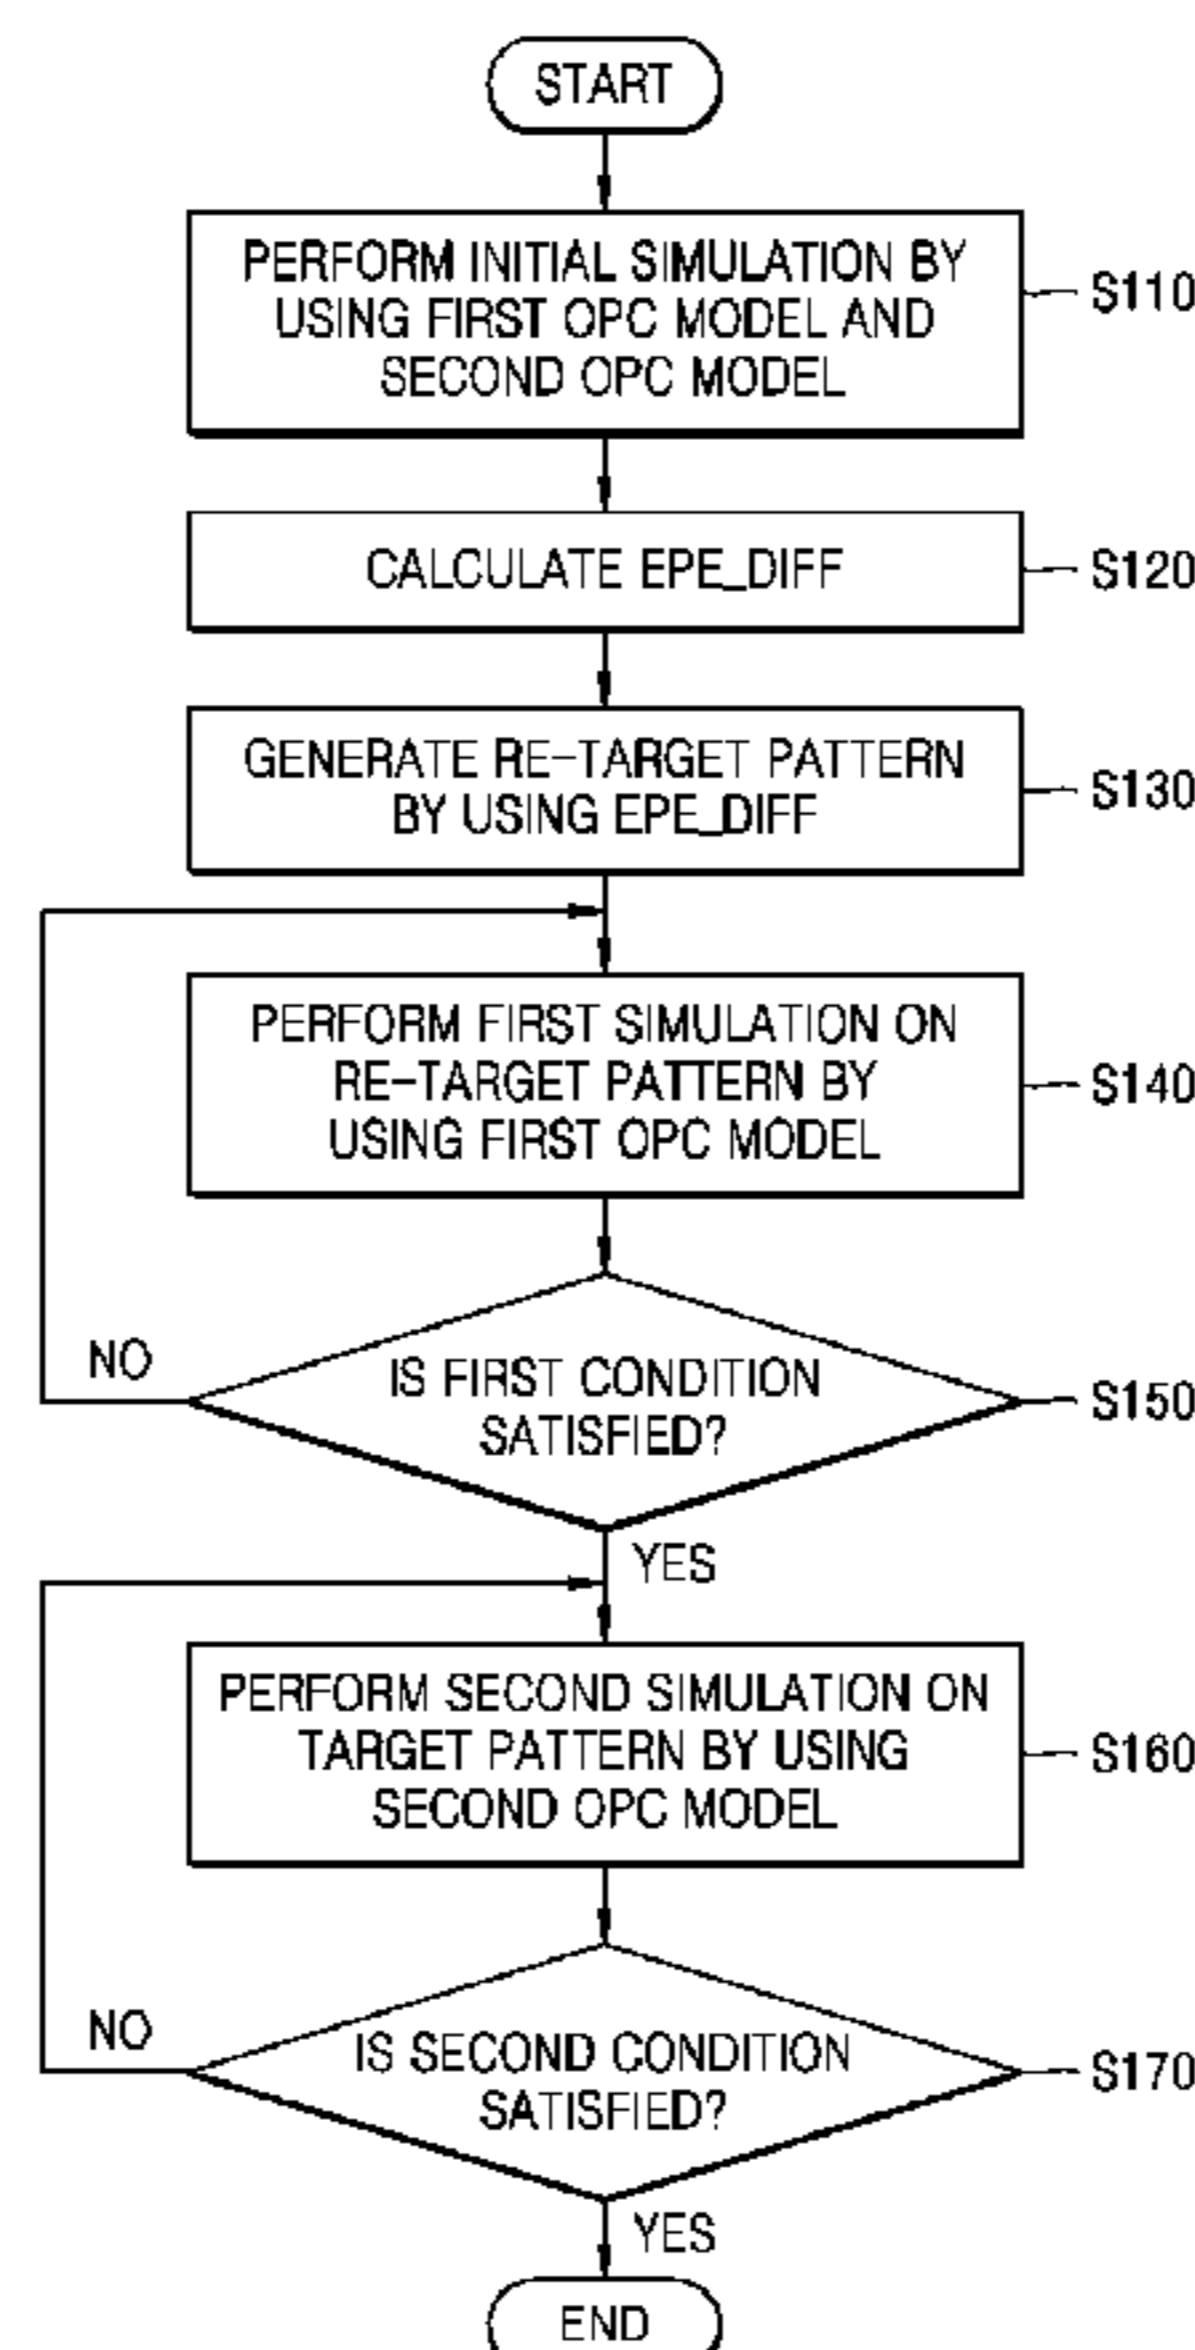 START
PERFORM INITIAL SIMULATION BY
USING FIRST OPC MODEL AND
SECOND OPC MODEL
S110
CALCULATE EPE_DIFF
S120
GENERATE RE-TARGET PATTERN
BY USING EPE_DIFF
S130
PERFORM FIRST SIMULATION ON
RE-TARGET PATTERN BY
USING FIRST OPC MODEL
S140
NO
IS FIRST CONDITION
SATISFIED?
S150
YES
PERFORM SECOND SIMULATION ON
TARGET PATTERN BY USING
SECOND OPC MODEL
S160
NO
IS SECOND CONDITION
SATISFIED?
S170
YES
END